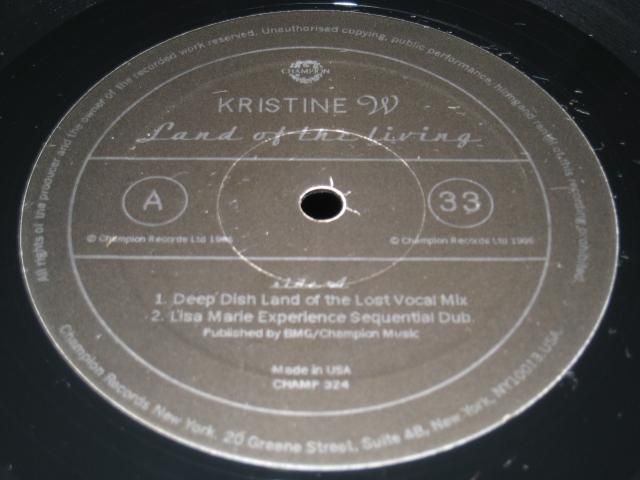 All rights of the producer and the owner of the recorded work reserved. Unauthorised copying, public performance, hiring and rental of this recording prohibited.
CHAMPION
KRISTINE W
Land of the living
A
33
© Champion Records Ltd
© Champion Records Ltd
side A
1. Deep Dish Land of the Lost Vocal Mix
2. Lisa Marie Experience Sequential Dub
Published by BMG/Champion Music
Made in USA
CHAMP 324
Champion Records New York. 20 Greene Street, Suite 4B, New York, NY10013.USA